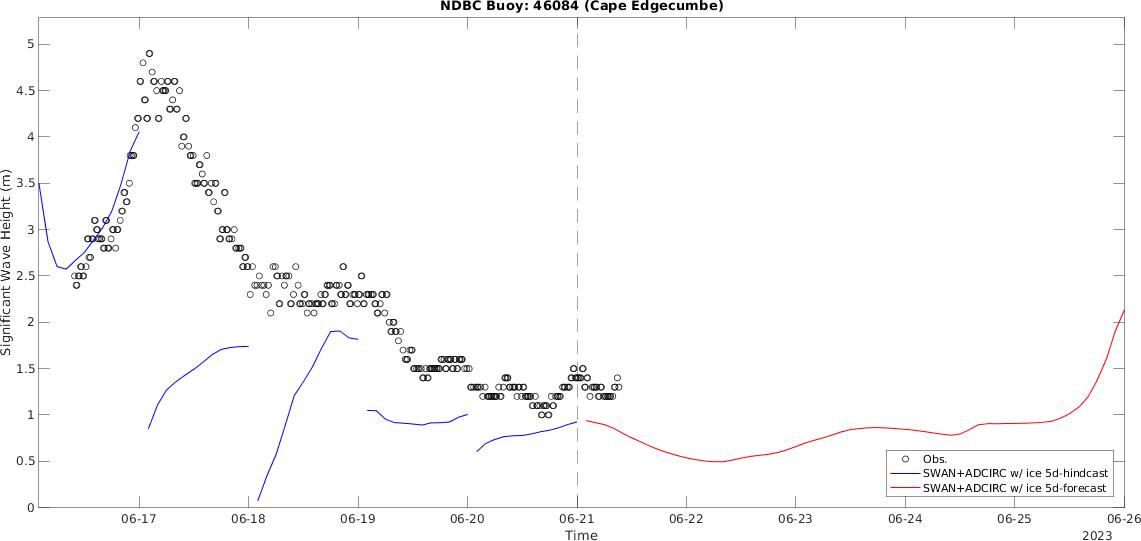 NDBC Buoy: 46084 (Cape Edgecumbe)
5
4.5
4
3.5
3
2.5
2
1.5
1
0.5
0
Significant Wave Height (m)
Obs.
SWAN+ADCIRC w/ ice 5d-hindcast
SWAN+ADCIRC w/ ice 5d-forecast
06-17 06-18 06-19 06-20 06-21 06-22 06-23 06-24 06-25 06-26
Time
2023